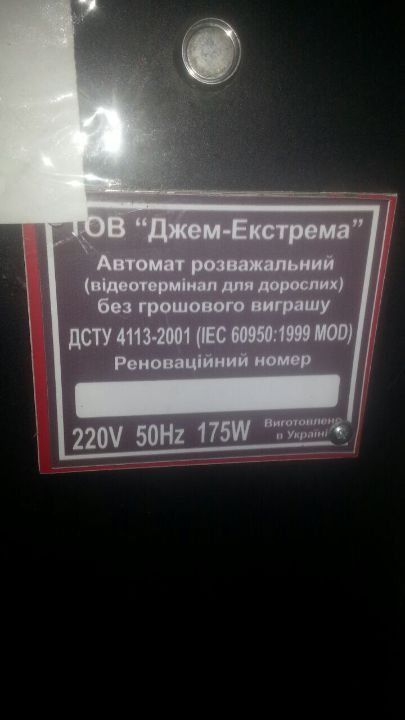 ТОВ “Джем-Екстрема”
Автомат розважальний
(відеотермінал для дорослих)
без грошового виграшу
ДСТУ 4113-2001 (IEC 60950:1999 MOD)
Реноваційний номер
220V 50Hz 175W
Виготовлено
в Україні